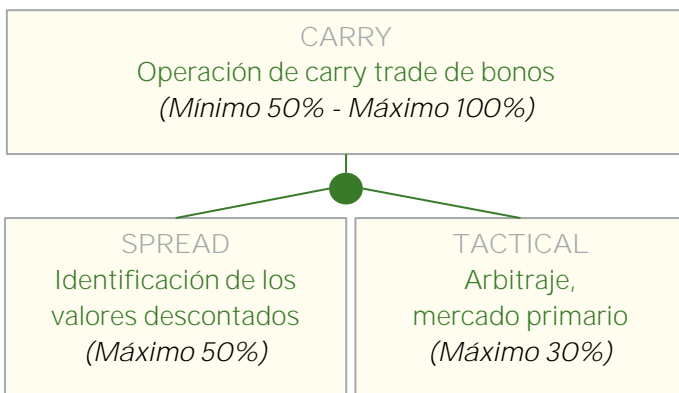 CARRY
Operación de carry trade de bonos
(Mínimo 50% - Máximo 100%)
SPREAD
Identificación de los
valores descontados
(Máximo 50%)
TACTICAL
Arbitraje,
mercado primario
(Máximo 30%)